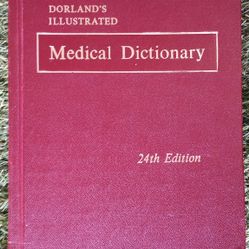 DORLAND'S
ILLUSTRATED
Medical Dictionary
24th Edition